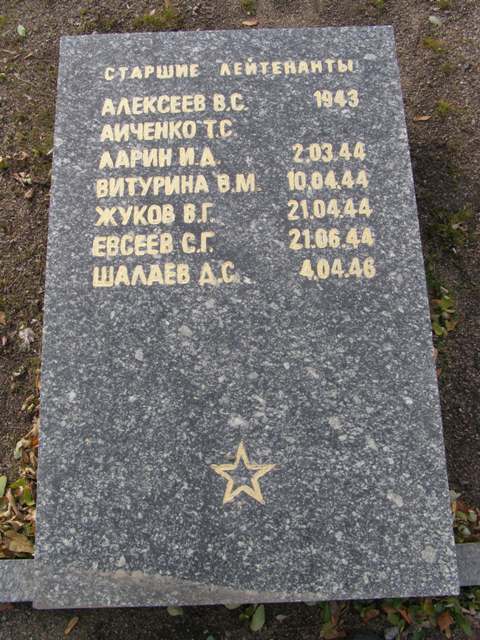 СТАРШИЕ ЛЕЙТЕНАНТЫ
АЛЕКСЕЕВ В.С. 1943
АИЧЕНКО Т.С
ЛАРИН И.А. 2.03.44
ВИТУРИНА В.М. 10.04.44
ЖУКОВ В.Г. 21.04.44
ЕВСЕЕВ С.Г. 21.06.44
ШАЛАЕВ Д.С. 4.04.46